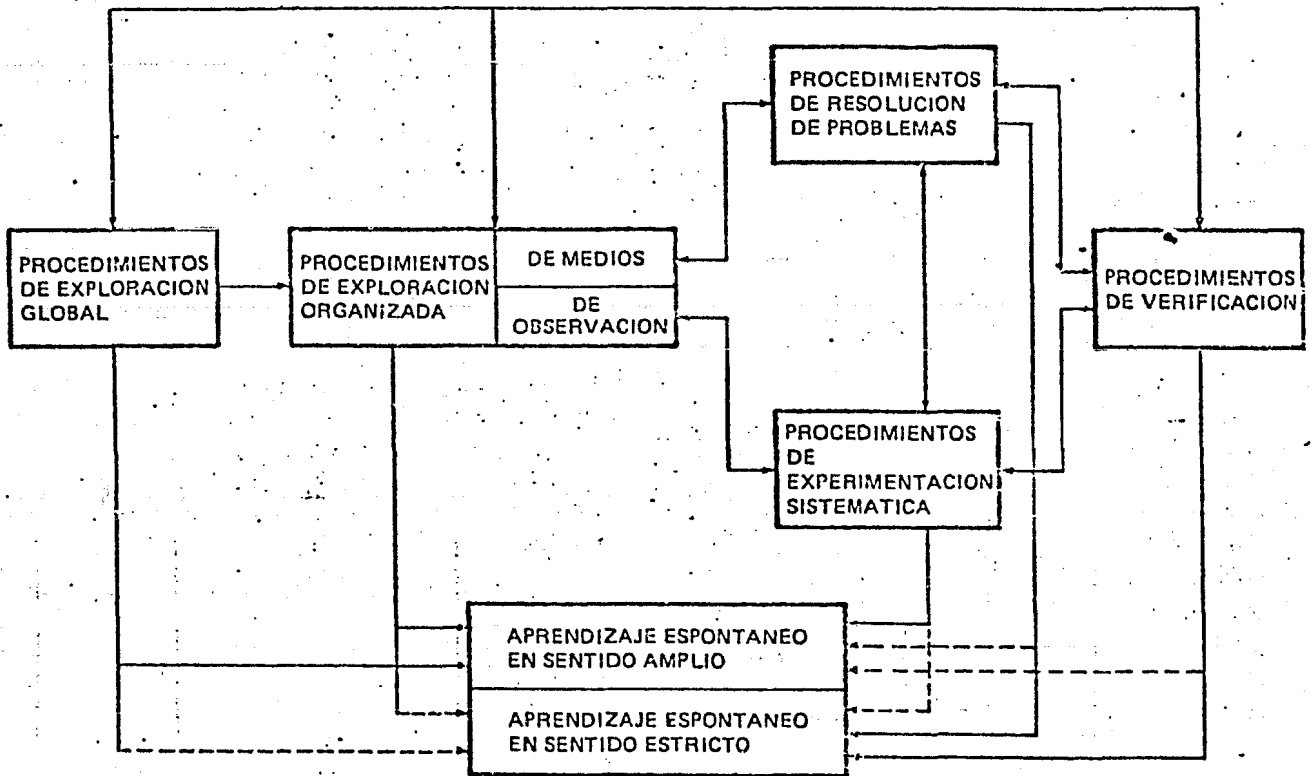 PROCEDIMIENTOS
DE RESOLUCION
DE PROBLEMAS
PROCEDIMIENTOS
DE EXPLORACION
GLOBAL
PROCEDIMIENTOS
DE EXPLORACION
ORGANIZADA
DE MEDIOS
DE
OBSERVACION
PROCEDIMIENTOS
DE VERIFICACION
PROCEDIMIENTOS
DE
EXPERIMENTACION
SISTEMATICA
APRENDIZAJE ESPONTANEO
EN SENTIDO AMPLIO
APRENDIZAJE ESPONTANEO
EN SENTIDO ESTRICTO